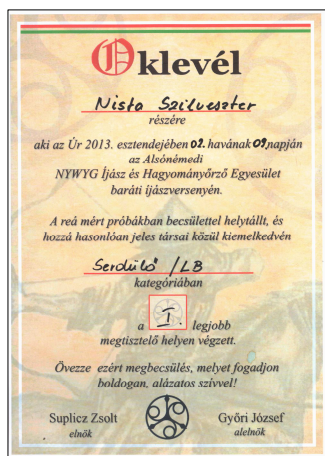 Oklevél
Nista Szilveszter
részére
aki az Úr 2013. esztendejében 02. havának 09. napján
az Alsónémedi
NYWYG Íjász és Hagyományőrző Egyesület
baráti íjászversenyén.
A reá mért próbákban becsülettel helytállt, és
hozzá hasonlóan jeles társai közül kiemelkedvén
Serdülő /LB
kategóriában
a I. legjobb
megtisztelő helyen végzett.
Övezze ezért megbecsülés, melyet fogadjon
boldogan, alázatos szívvel!
Suplicz Zsolt Győri József
elnök alelnök